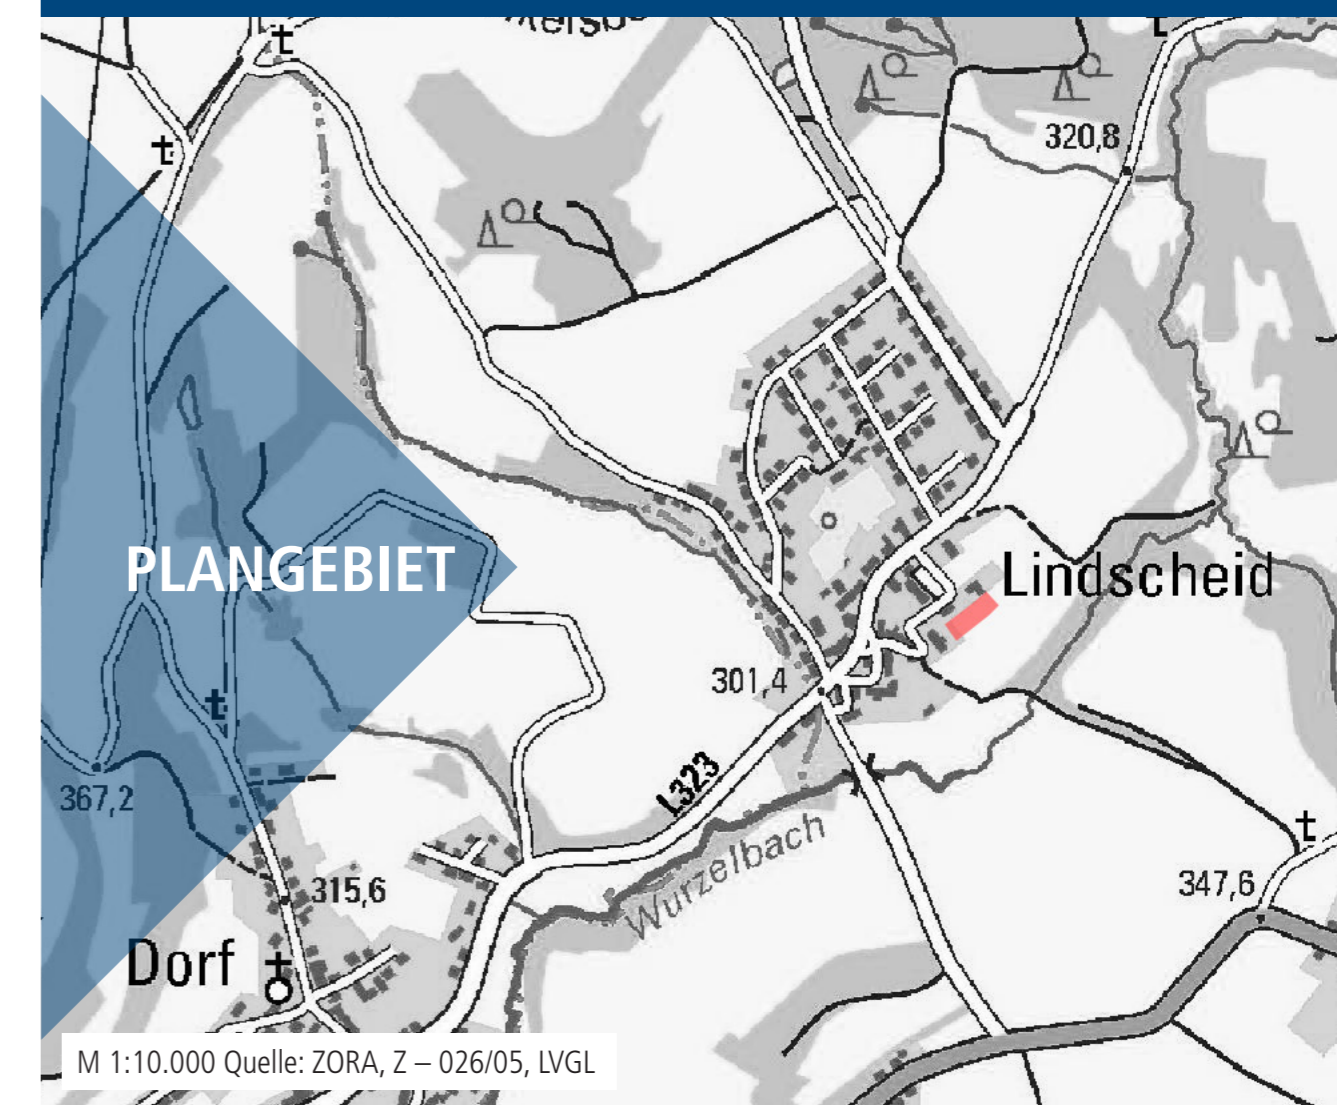 320,8
PLANGEBIET
Lindscheid
301,4
L323
367,2
Wurzelbach
315,6
347,6
Dorf
M 1:10.000 Quelle: ZORA, Z – 026/05, LVGL